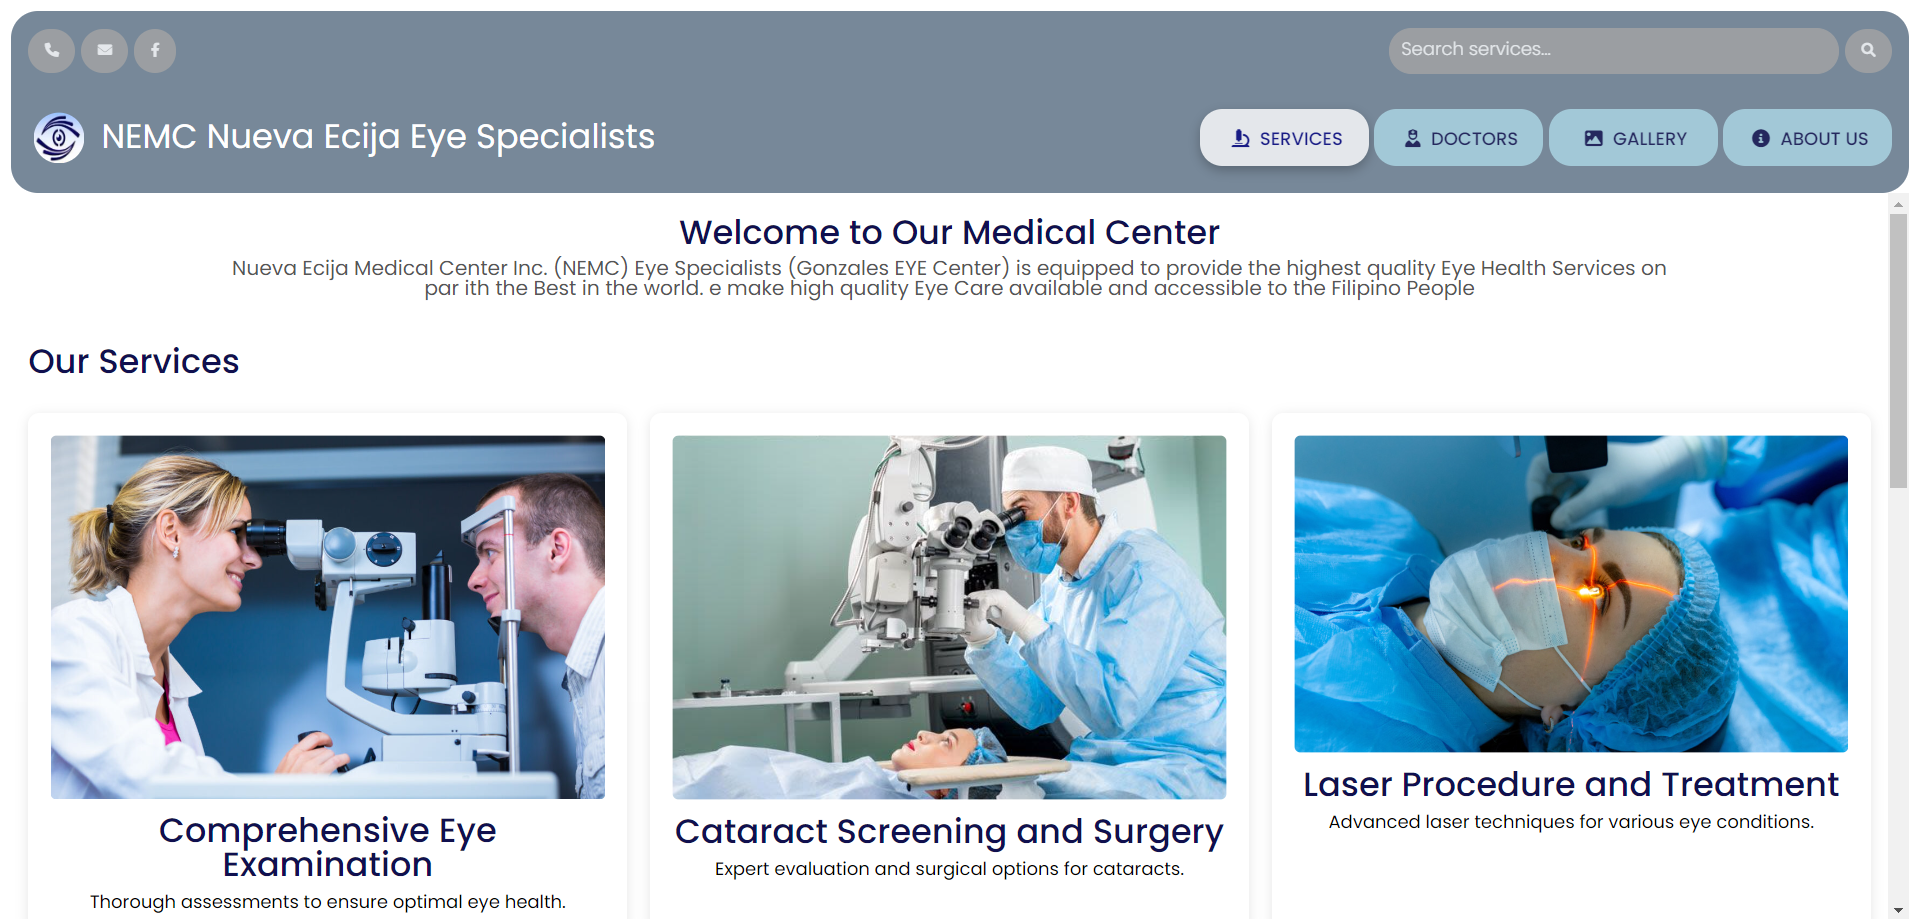 Search services...
NEMC Nueva Ecija Eye Specialists
SERVICES
DOCTORS
GALLERY
ABOUT US
Welcome to Our Medical Center
Nueva Ecija Medical Center Inc. (NEMC) Eye Specialists (Gonzales EYE Center) is equipped to provide the highest quality Eye Health Services on
par ith the Best in the world. e make high quality Eye Care available and accessible to the Filipino People
Our Services
Comprehensive Eye
Examination
Thorough assessments to ensure optimal eye health.
Cataract Screening and Surgery
Expert evaluation and surgical options for cataracts.
Laser Procedure and Treatment
Advanced laser techniques for various eye conditions.